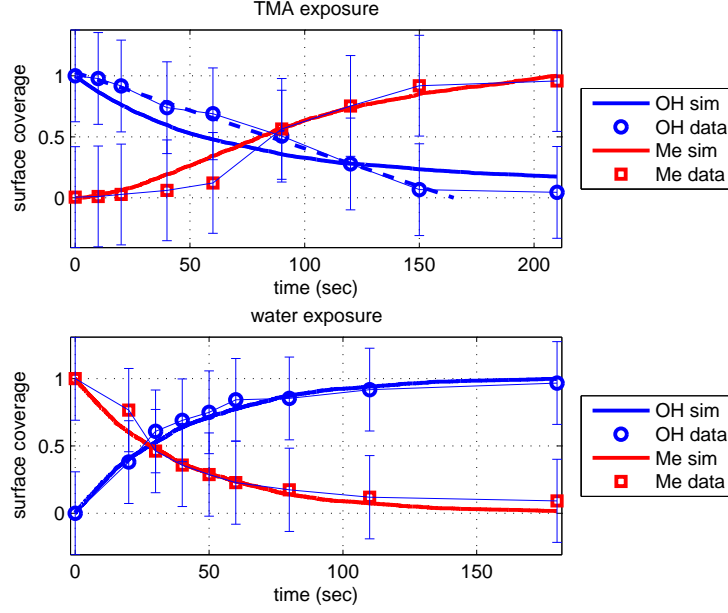 TMA exposure
surface coverage
1
0.5
0
0 50 100 150 200
time (sec)
OH sim
OH data
Me sim
Me data
water exposure
surface coverage
1
0.5
0
0 50 100 150
time (sec)
OH sim
OH data
Me sim
Me data